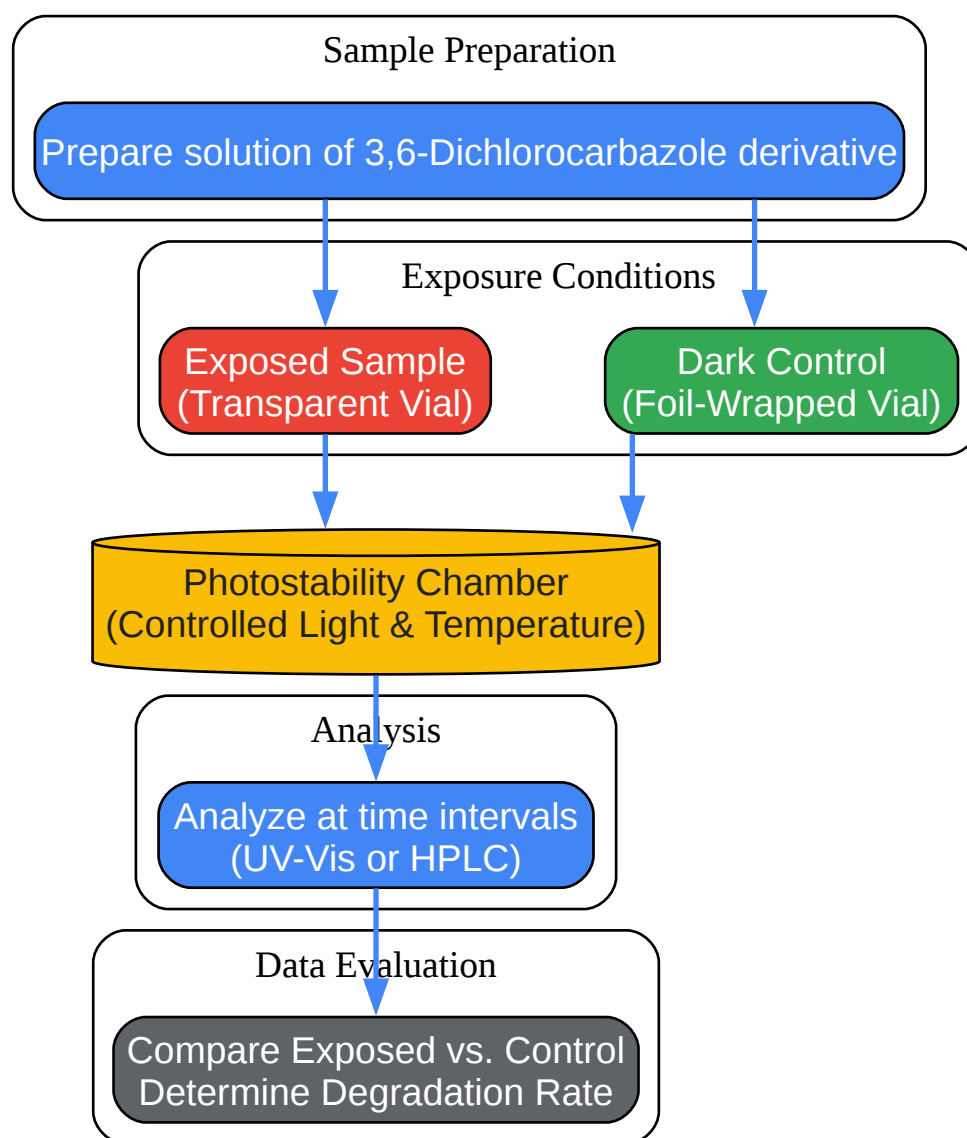 Sample Preparation
Prepare solution of 3,6-Dichlorocarbazole derivative
Exposure Conditions
Exposed Sample
(Transparent Vial)
Dark Control
(Foil-Wrapped Vial)
Photostability Chamber
(Controlled Light & Temperature)
Analysis
Analyze at time intervals
(UV-Vis or HPLC)
Data Evaluation
Compare Exposed vs. Control
Determine Degradation Rate